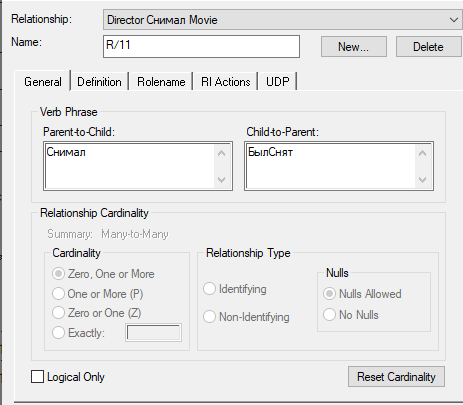 Relationship: Director Снимал Movie
Name: R/11
New... Delete
General Definition Rolename RI Actions UDP
Verb Phrase
Parent-to-Child: Child-to-Parent:
Снимал БылСнят
Relationship Cardinality
Summary: Many-to-Many
Cardinality Relationship Type
Zero, One or More
One or More (P)
Zero or One (Z)
Exactly:
Identifying
Non-Identifying
Nulls
Nulls Allowed
No Nulls
Logical Only Reset Cardinality